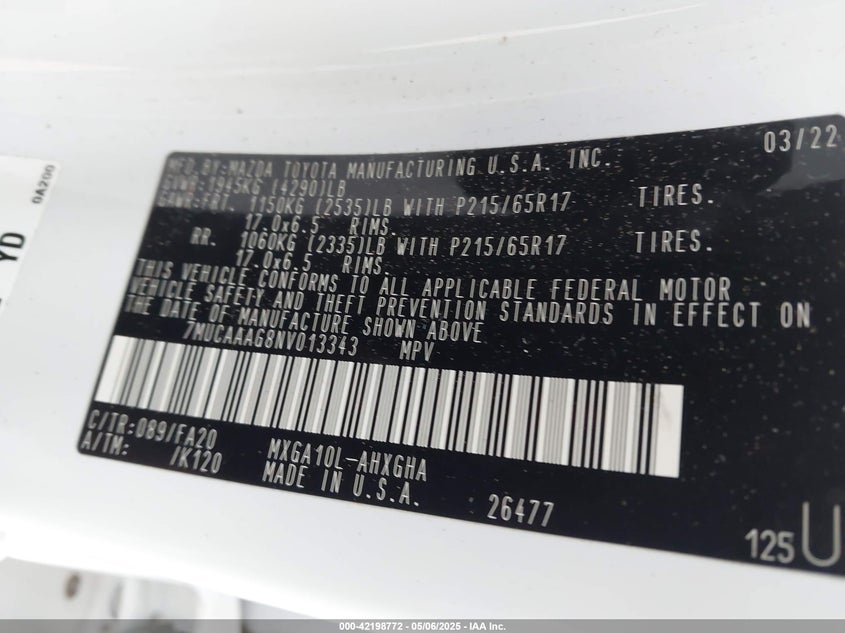 0A200
YD
MFD.BY:MAZDA TOYOTA MANUFACTURING U.S.A. INC. 03/22
GVWR:1945KG (4290)LB
GAWR:FRT. 1150KG (2535)LB WITH P215/65R17 TIRES.
17.0x6.5 RIMS.
RR. 1060KG (2335)LB WITH P215/65R17 TIRES.
17.0x6.5 RIMS.
THIS VEHICLE CONFORMS TO ALL APPLICABLE FEDERAL MOTOR
VEHICLE SAFETY AND THEFT PREVENTION STANDARDS IN EFFECT ON
THE DATE OF MANUFACTURE SHOWN ABOVE
7MUCAAAG8NV013343 MPV
C/TR:089/FA20 MXGA10L-AHXGHA
A/TM: /K120 MADE IN U.S.A. 26477
125U
000-42198772 - 05/06/2025 - IAA Inc.